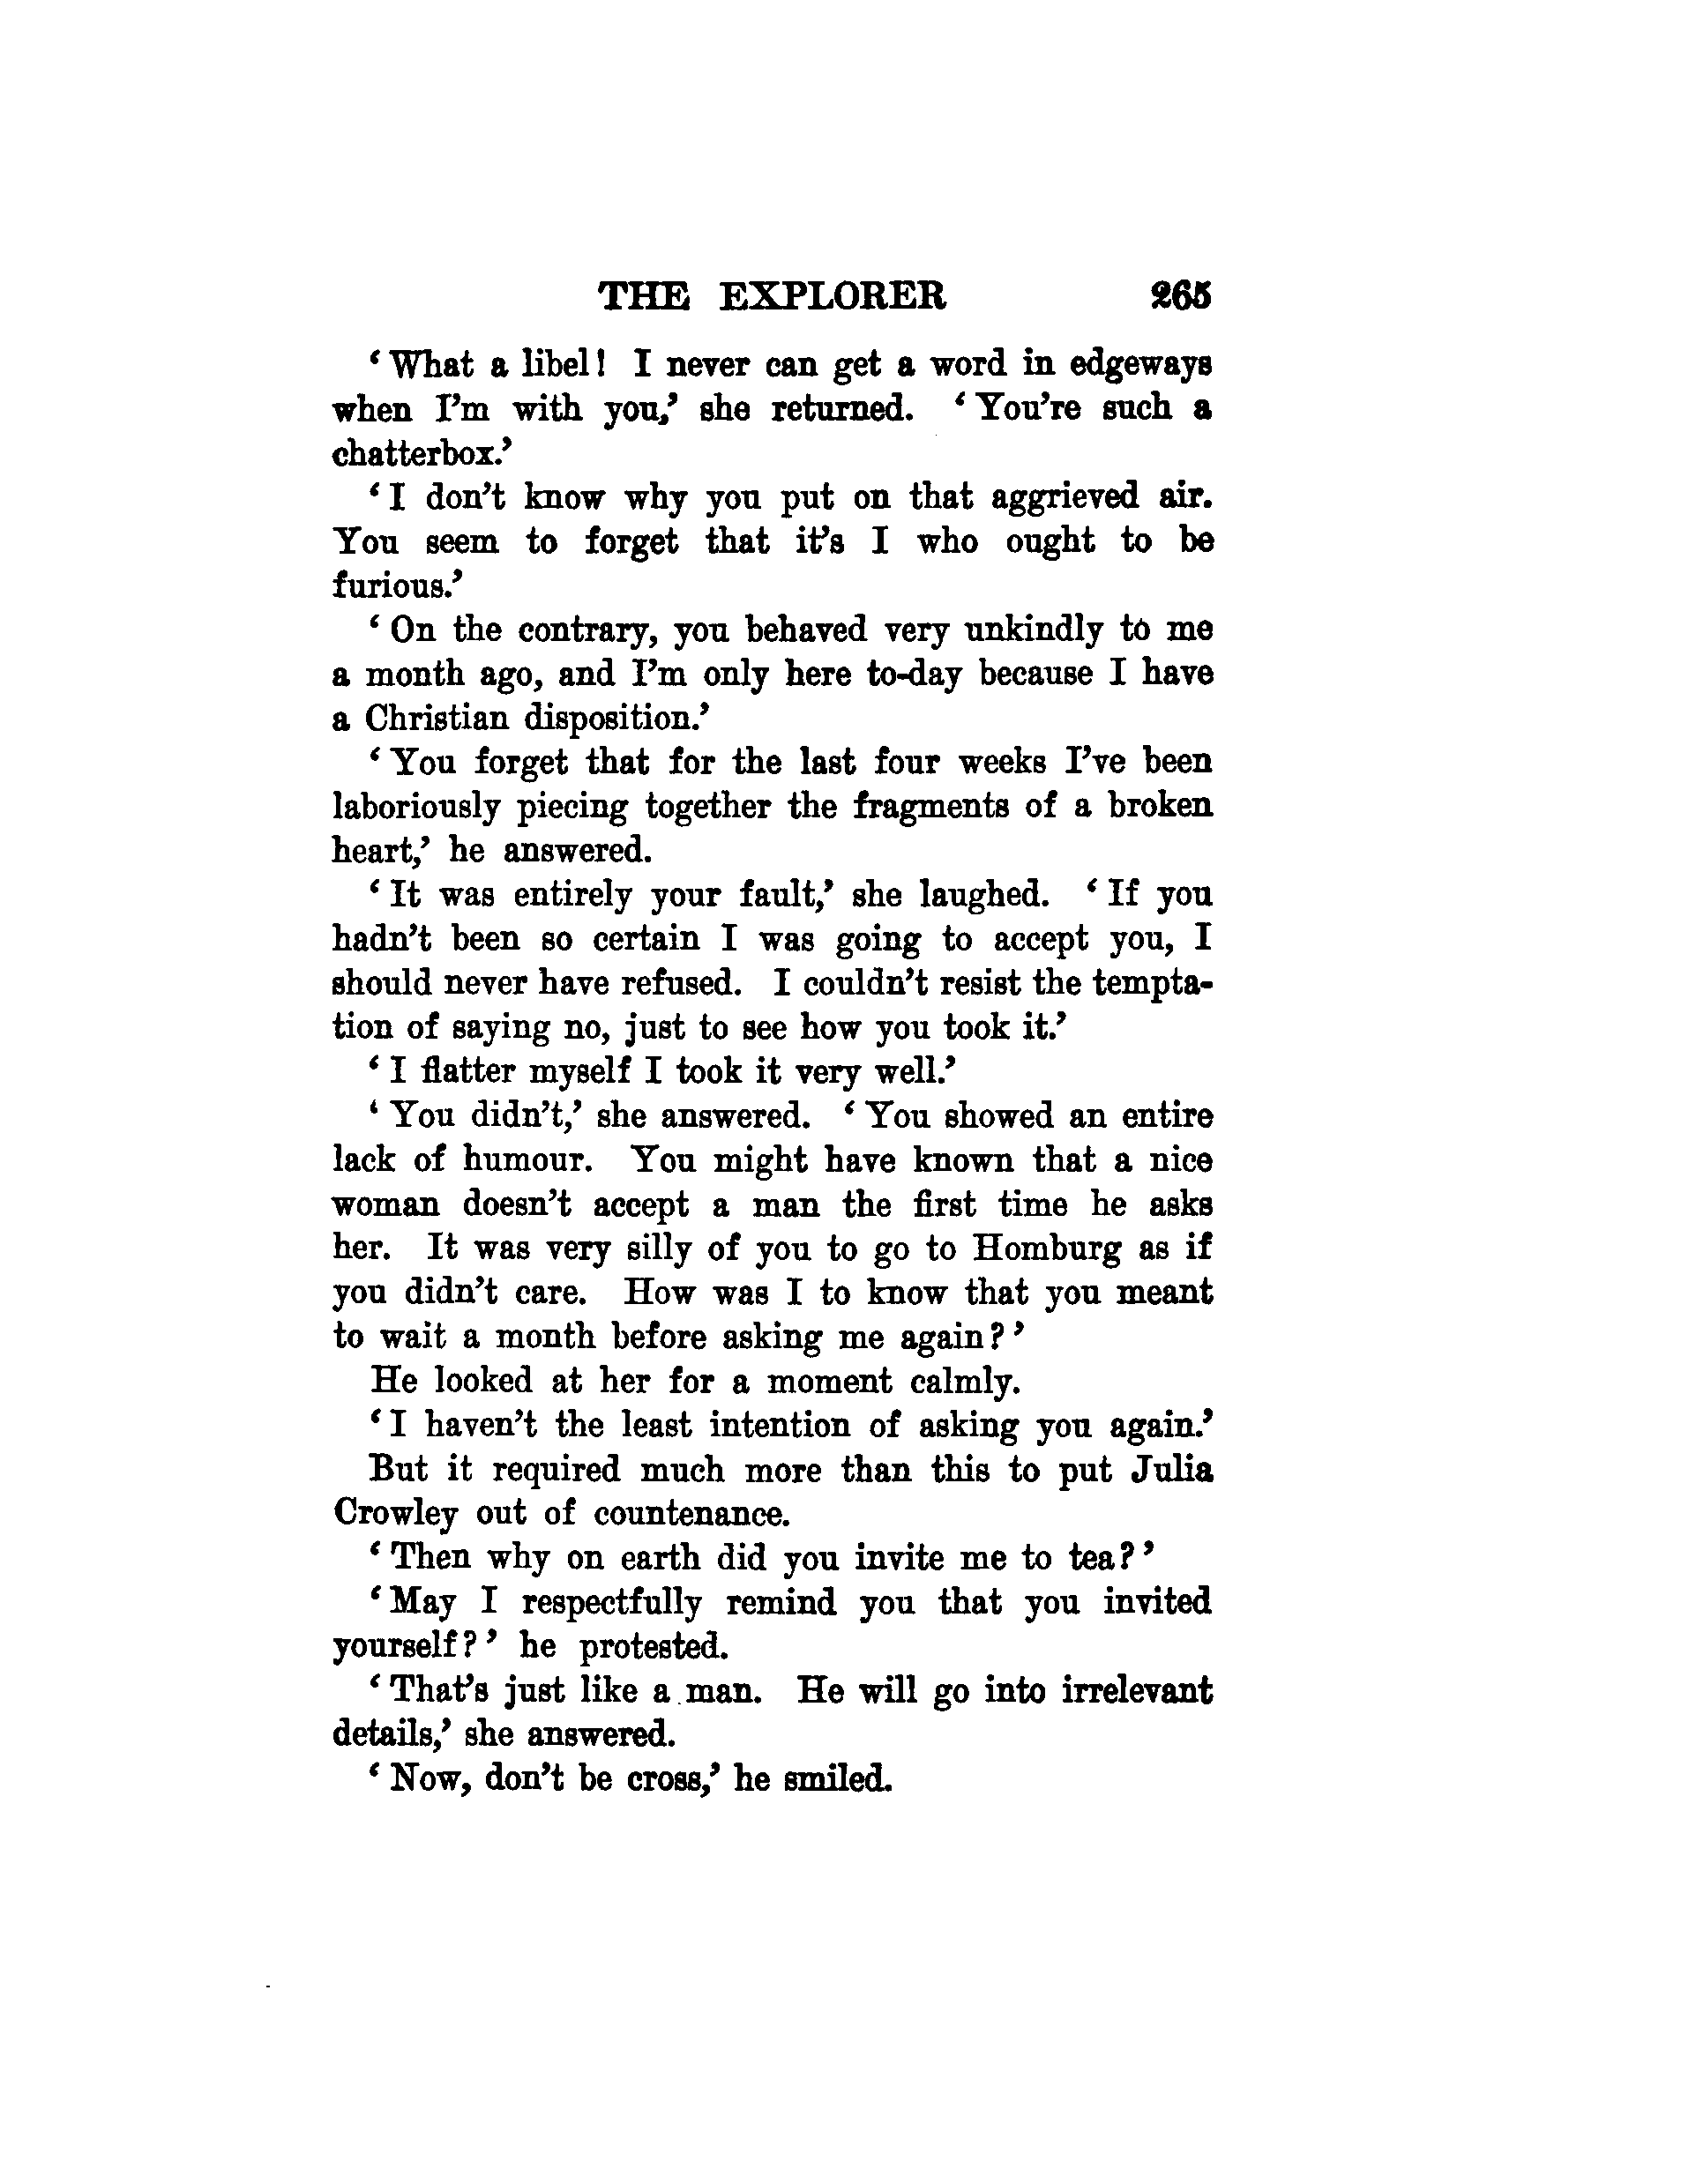 THE EXPLORER 265
‘What a libel! I never can get a word in edgeways
when I’m with you,’ she returned. ‘You’re such a
chatterbox.’
‘I don’t know why you put on that aggrieved air.
You seem to forget that it’s I who ought to be
furious.’
‘On the contrary, you behaved very unkindly to me
a month ago, and I’m only here to-day because I have
a Christian disposition.’
‘You forget that for the last four weeks I’ve been
laboriously piecing together the fragments of a broken
heart,’ he answered.
‘It was entirely your fault,’ she laughed. ‘If you
hadn’t been so certain I was going to accept you, I
should never have refused. I couldn’t resist the tempta-
tion of saying no, just to see how you took it.’
‘I flatter myself I took it very well.’
‘You didn’t,’ she answered. ‘You showed an entire
lack of humour. You might have known that a nice
woman doesn’t accept a man the first time he asks
her. It was very silly of you to go to Homburg as if
you didn’t care. How was I to know that you meant
to wait a month before asking me again?’
He looked at her for a moment calmly.
‘I haven’t the least intention of asking you again.’
But it required much more than this to put Julia
Crowley out of countenance.
‘Then why on earth did you invite me to tea?’
‘May I respectfully remind you that you invited
yourself?’ he protested.
‘That’s just like a man. He will go into irrelevant
details,’ she answered.
‘Now, don’t be cross,’ he smiled.